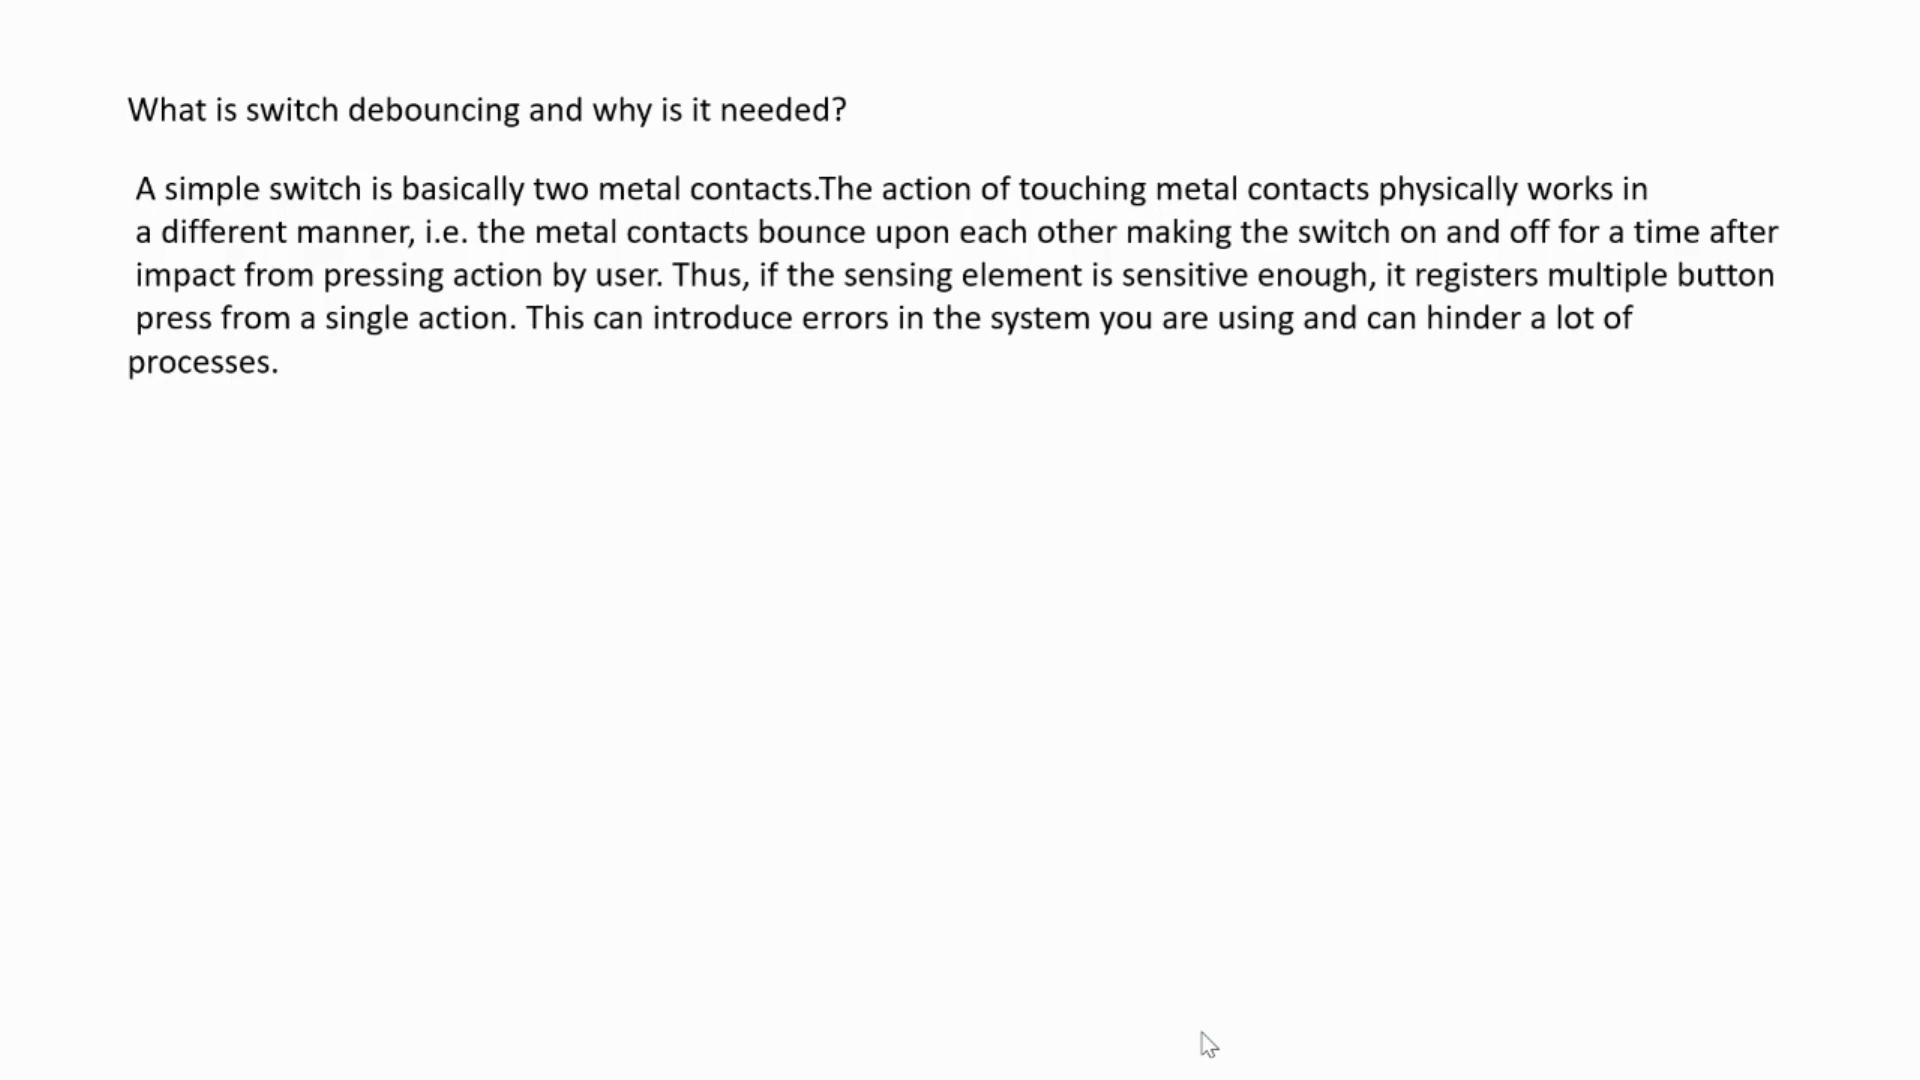 What is switch debouncing and why is it needed?
A simple switch is basically two metal contacts.The action of touching metal contacts physically works in
a different manner, i.e. the metal contacts bounce upon each other making the switch on and off for a time after
impact from pressing action by user. Thus, if the sensing element is sensitive enough, it registers multiple button
press from a single action. This can introduce errors in the system you are using and can hinder a lot of
processes.